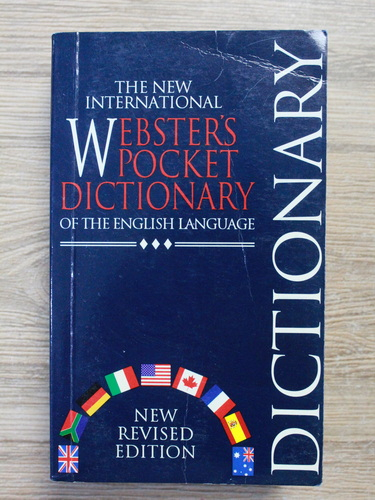 THE NEW
INTERNATIONAL
WEBSTER'S
POCKET
DICTIONARY
OF THE ENGLISH LANGUAGE
NEW
REVISED
EDITION
DICTIONARY